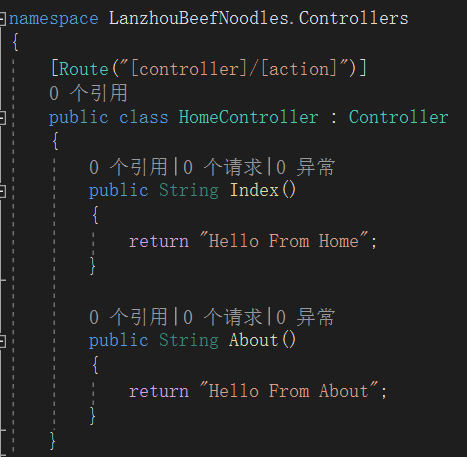 namespace LanzhouBeefNoodles.Controllers
{
[Route("[controller]/[action]")]
0 个引用
public class HomeController : Controller
{
0 个引用|0 个请求|0 异常
public String Index()
{
return "Hello From Home";
}
0 个引用|0 个请求|0 异常
public String About()
{
return "Hello From About";
}
}